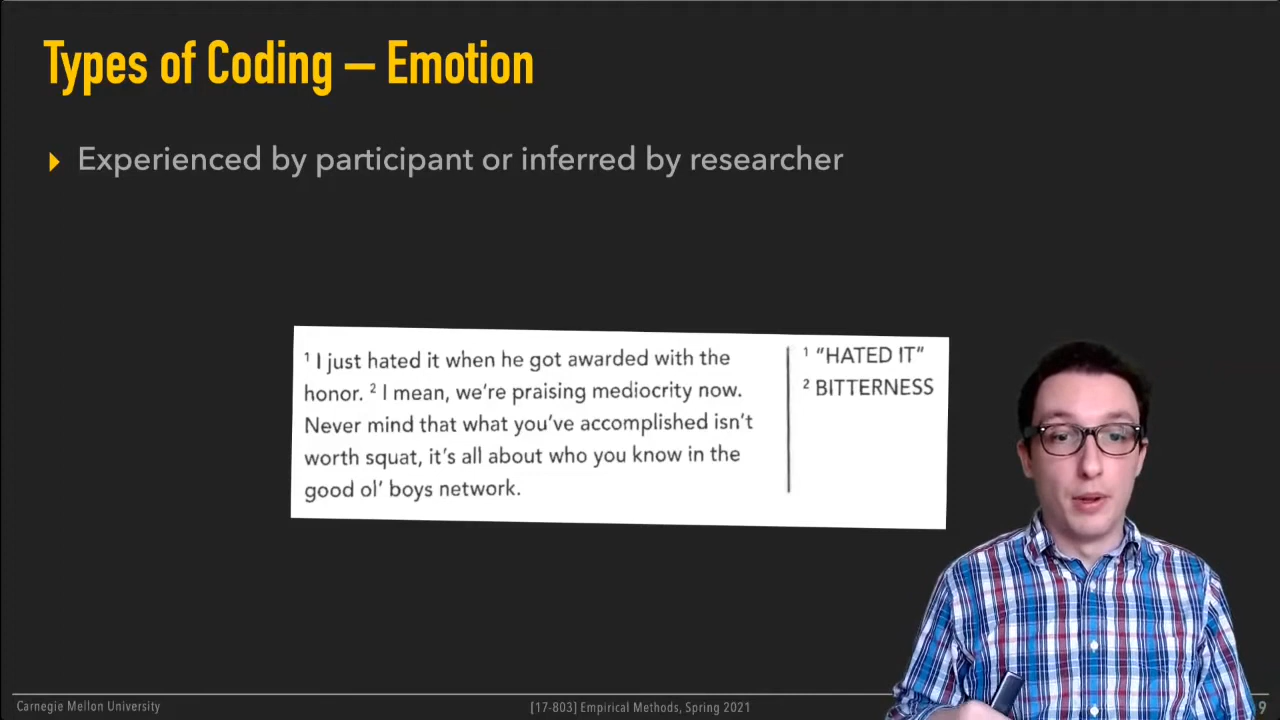 Types of Coding — Emotion
Experienced by participant or inferred by researcher
¹ I just hated it when he got awarded with the
honor. ² I mean, we're praising mediocrity now.
Never mind that what you've accomplished isn't
worth squat, it's all about who you know in the
good ol' boys network.
¹ "HATED IT"
² BITTERNESS
Carnegie Mellon University
[17-803] Empirical Methods, Spring 2021